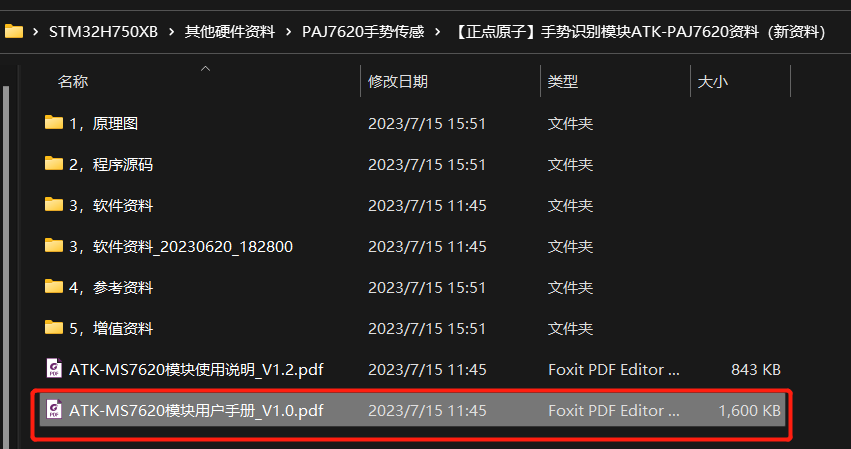 STM32H750XB > 其他硬件资料 > PAJ7620手势传感 > 【正点原子】手势识别模块ATK-PAJ7620资料（新资料）
名称 修改日期 类型 大小
1，原理图 2023/7/15 15:51 文件夹
2，程序源码 2023/7/15 15:51 文件夹
3，软件资料 2023/7/15 11:45 文件夹
3，软件资料_20230620_182800 2023/7/15 11:45 文件夹
4，参考资料 2023/7/15 15:51 文件夹
5，增值资料 2023/7/15 15:51 文件夹
ATK-MS7620模块使用说明_V1.2.pdf 2023/7/15 11:45 Foxit PDF Editor ... 843 KB
ATK-MS7620模块用户手册_V1.0.pdf 2023/7/15 11:45 Foxit PDF Editor ... 1,600 KB